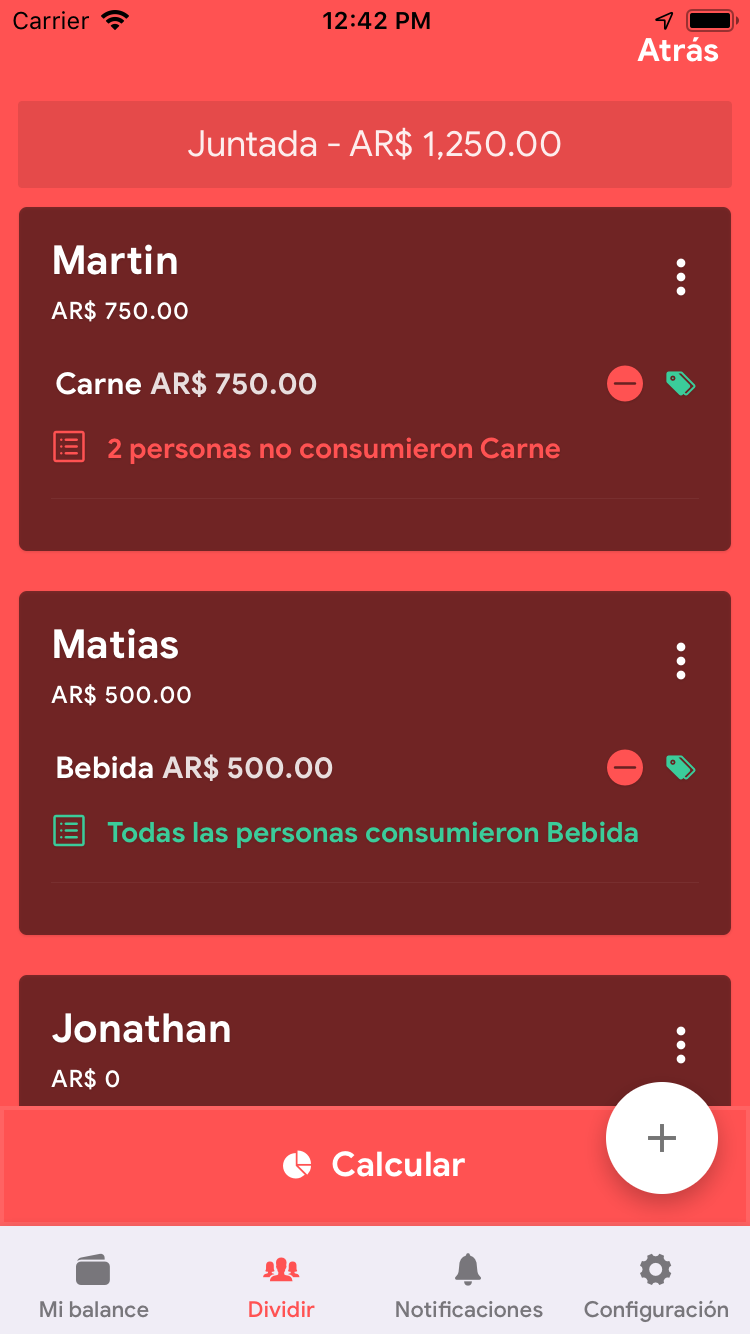 Carrier 12:42 PM
Atrás
Juntada - AR$ 1,250.00
Martin
AR$ 750.00
Carne AR$ 750.00
2 personas no consumieron Carne
Matias
AR$ 500.00
Bebida AR$ 500.00
Todas las personas consumieron Bebida
Jonathan
AR$ 0
Calcular
Mi balance Dividir Notificaciones Configuración